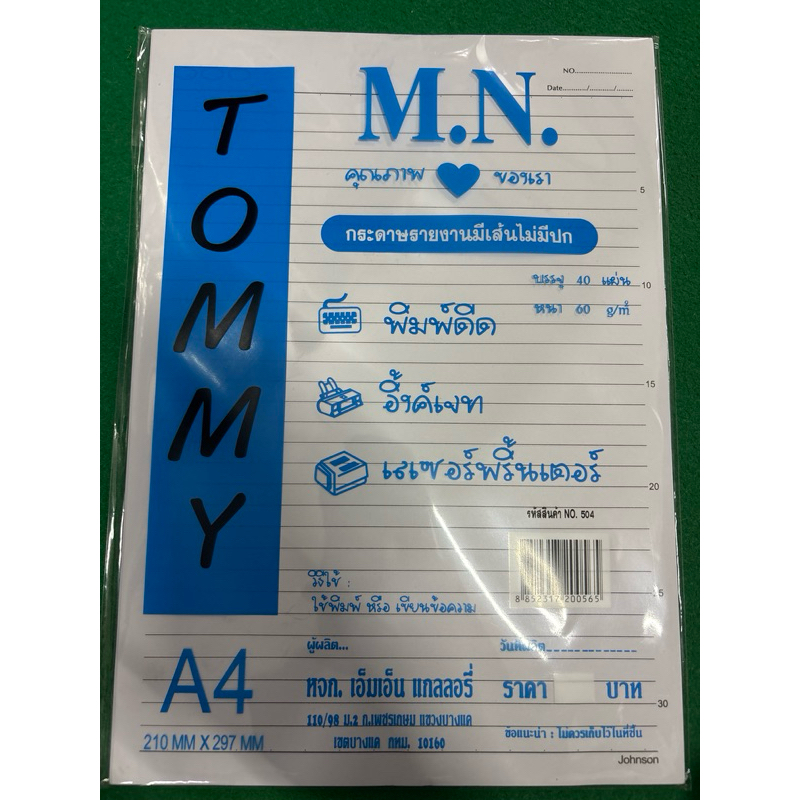 TOMMY
M.N.
NO..........................
Date............/............/........
คุณภาพ ของเรา
5
กระดาษรายงานมีเส้นไม่มีปก
บรรจุ 40 แผ่น
10
หนา 60 g/m²
พิมพ์ดีด
15
อิ้งค์เจท
เลเซอร์พริ้นเตอร์
20
รหัสสินค้า NO. 504
8 852317 200565
25
วิธีใช้ :
ใช้พิมพ์ หรือ เขียนข้อความ
ผู้ผลิต...
วันที่ผลิต
A4
หจก. เอ็มเอ็น แกลลอรี่
ราคา บาท
30
110/98 ม.2 ถ.เพชรเกษม แขวงบางแค
เขตบางแค กทม. 10160
ข้อแนะนำ : ไม่ควรเก็บไว้ในที่ชื้น
210 MM X 297 MM
Johnson